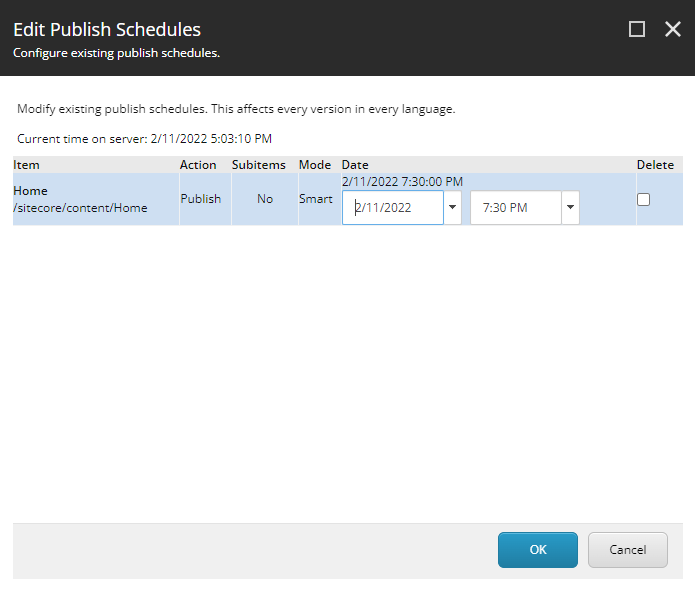 Edit Publish Schedules
Configure existing publish schedules.
Modify existing publish schedules. This affects every version in every language.
Current time on server: 2/11/2022 5:03:10 PM
Item Action Subitems Mode Date Delete
2/11/2022 7:30:00 PM
Home
/sitecore/content/Home Publish No Smart 2/11/2022 7:30 PM
OK Cancel